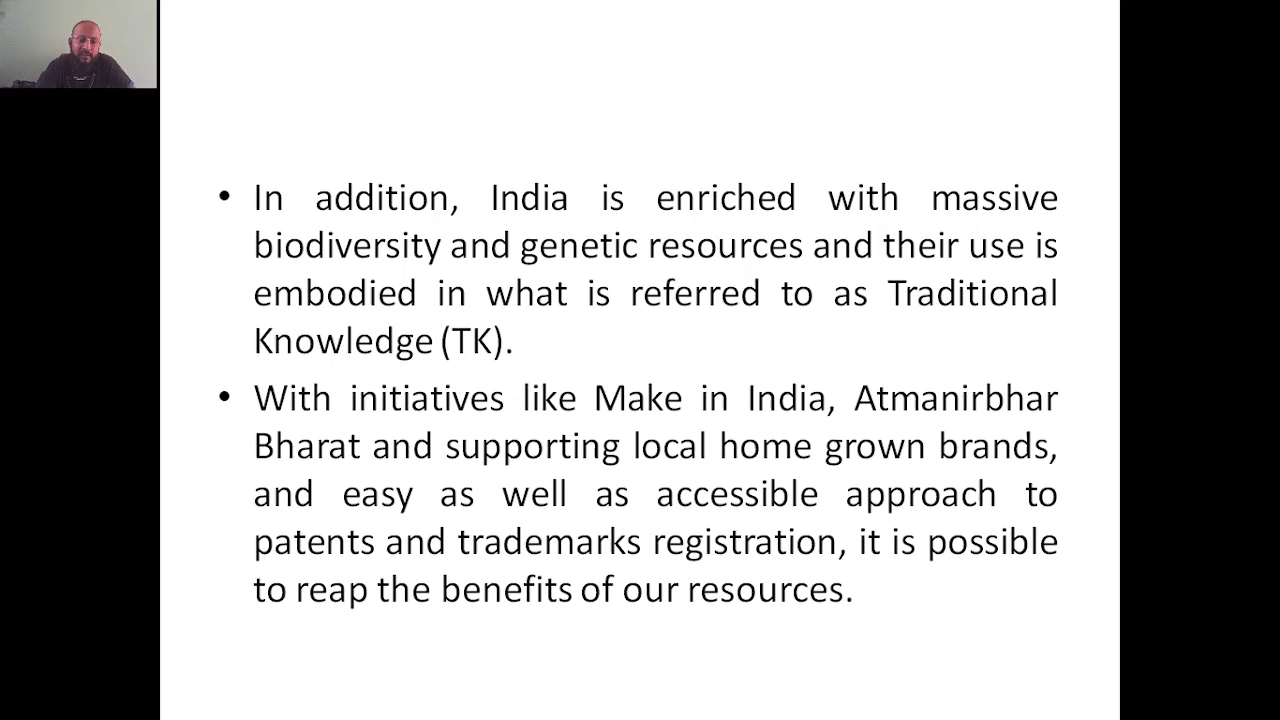 • In addition, India is enriched with massive
biodiversity and genetic resources and their use is
embodied in what is referred to as Traditional
Knowledge (TK).
• With initiatives like Make in India, Atmanirbhar
Bharat and supporting local home grown brands,
and easy as well as accessible approach to
patents and trademarks registration, it is possible
to reap the benefits of our resources.